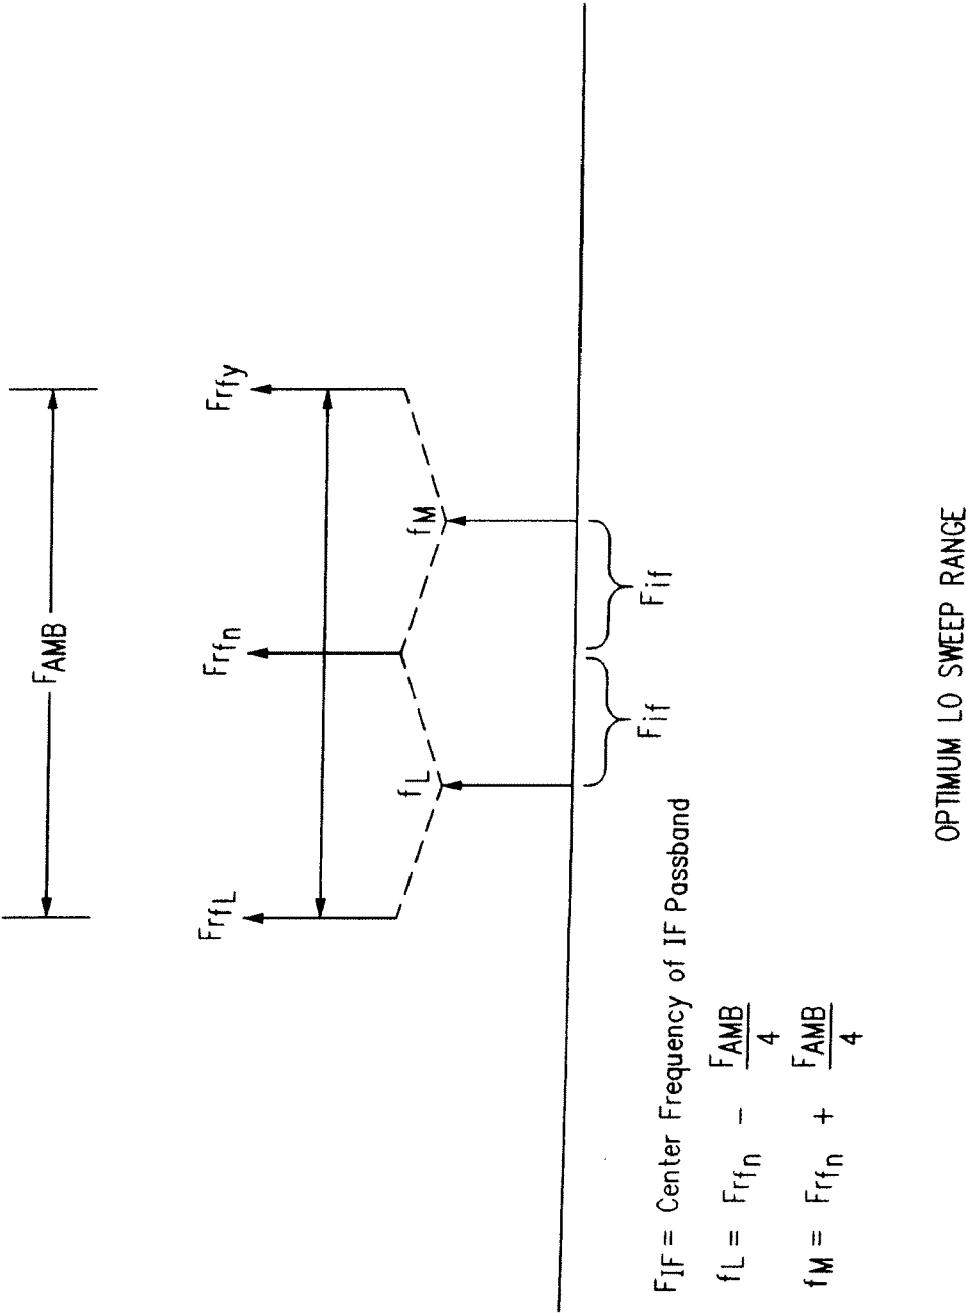 FAMB
FrfL Frfn Frfy
fL fM
Fif Fif
FIF = Center Frequency of IF Passband
fL = Frfn - FAMB/4
fM = Frfn + FAMB/4
OPTIMUM LO SWEEP RANGE